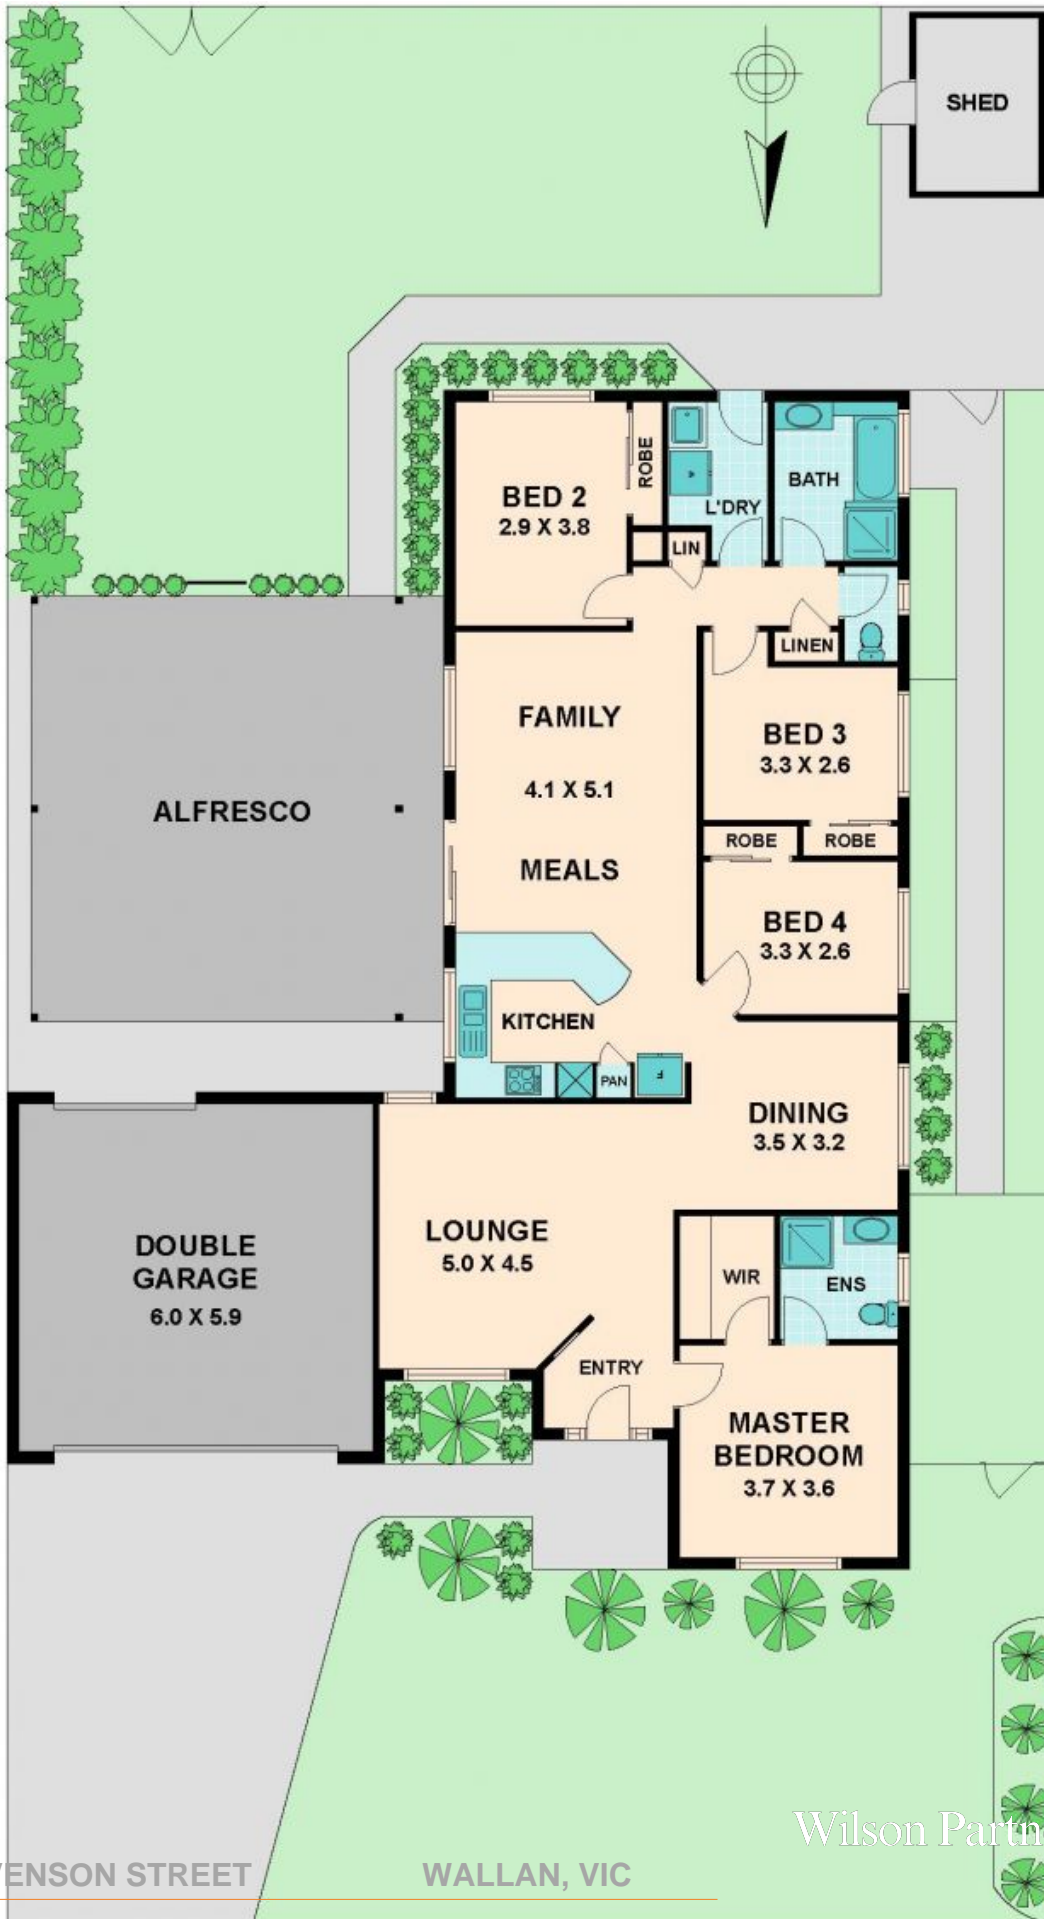 SHED
BED 2
2.9 X 3.8
ROBE
L'DRY
BATH
LIN
LINEN
FAMILY
4.1 X 5.1
MEALS
BED 3
3.3 X 2.6
ROBE
ROBE
BED 4
3.3 X 2.6
ALFRESCO
KITCHEN
PAN
F
DINING
3.5 X 3.2
LOUNGE
5.0 X 4.5
DOUBLE
GARAGE
6.0 X 5.9
WIR
ENS
ENTRY
MASTER
BEDROOM
3.7 X 3.6
Wilson Partn
VENSON STREET WALLAN, VIC